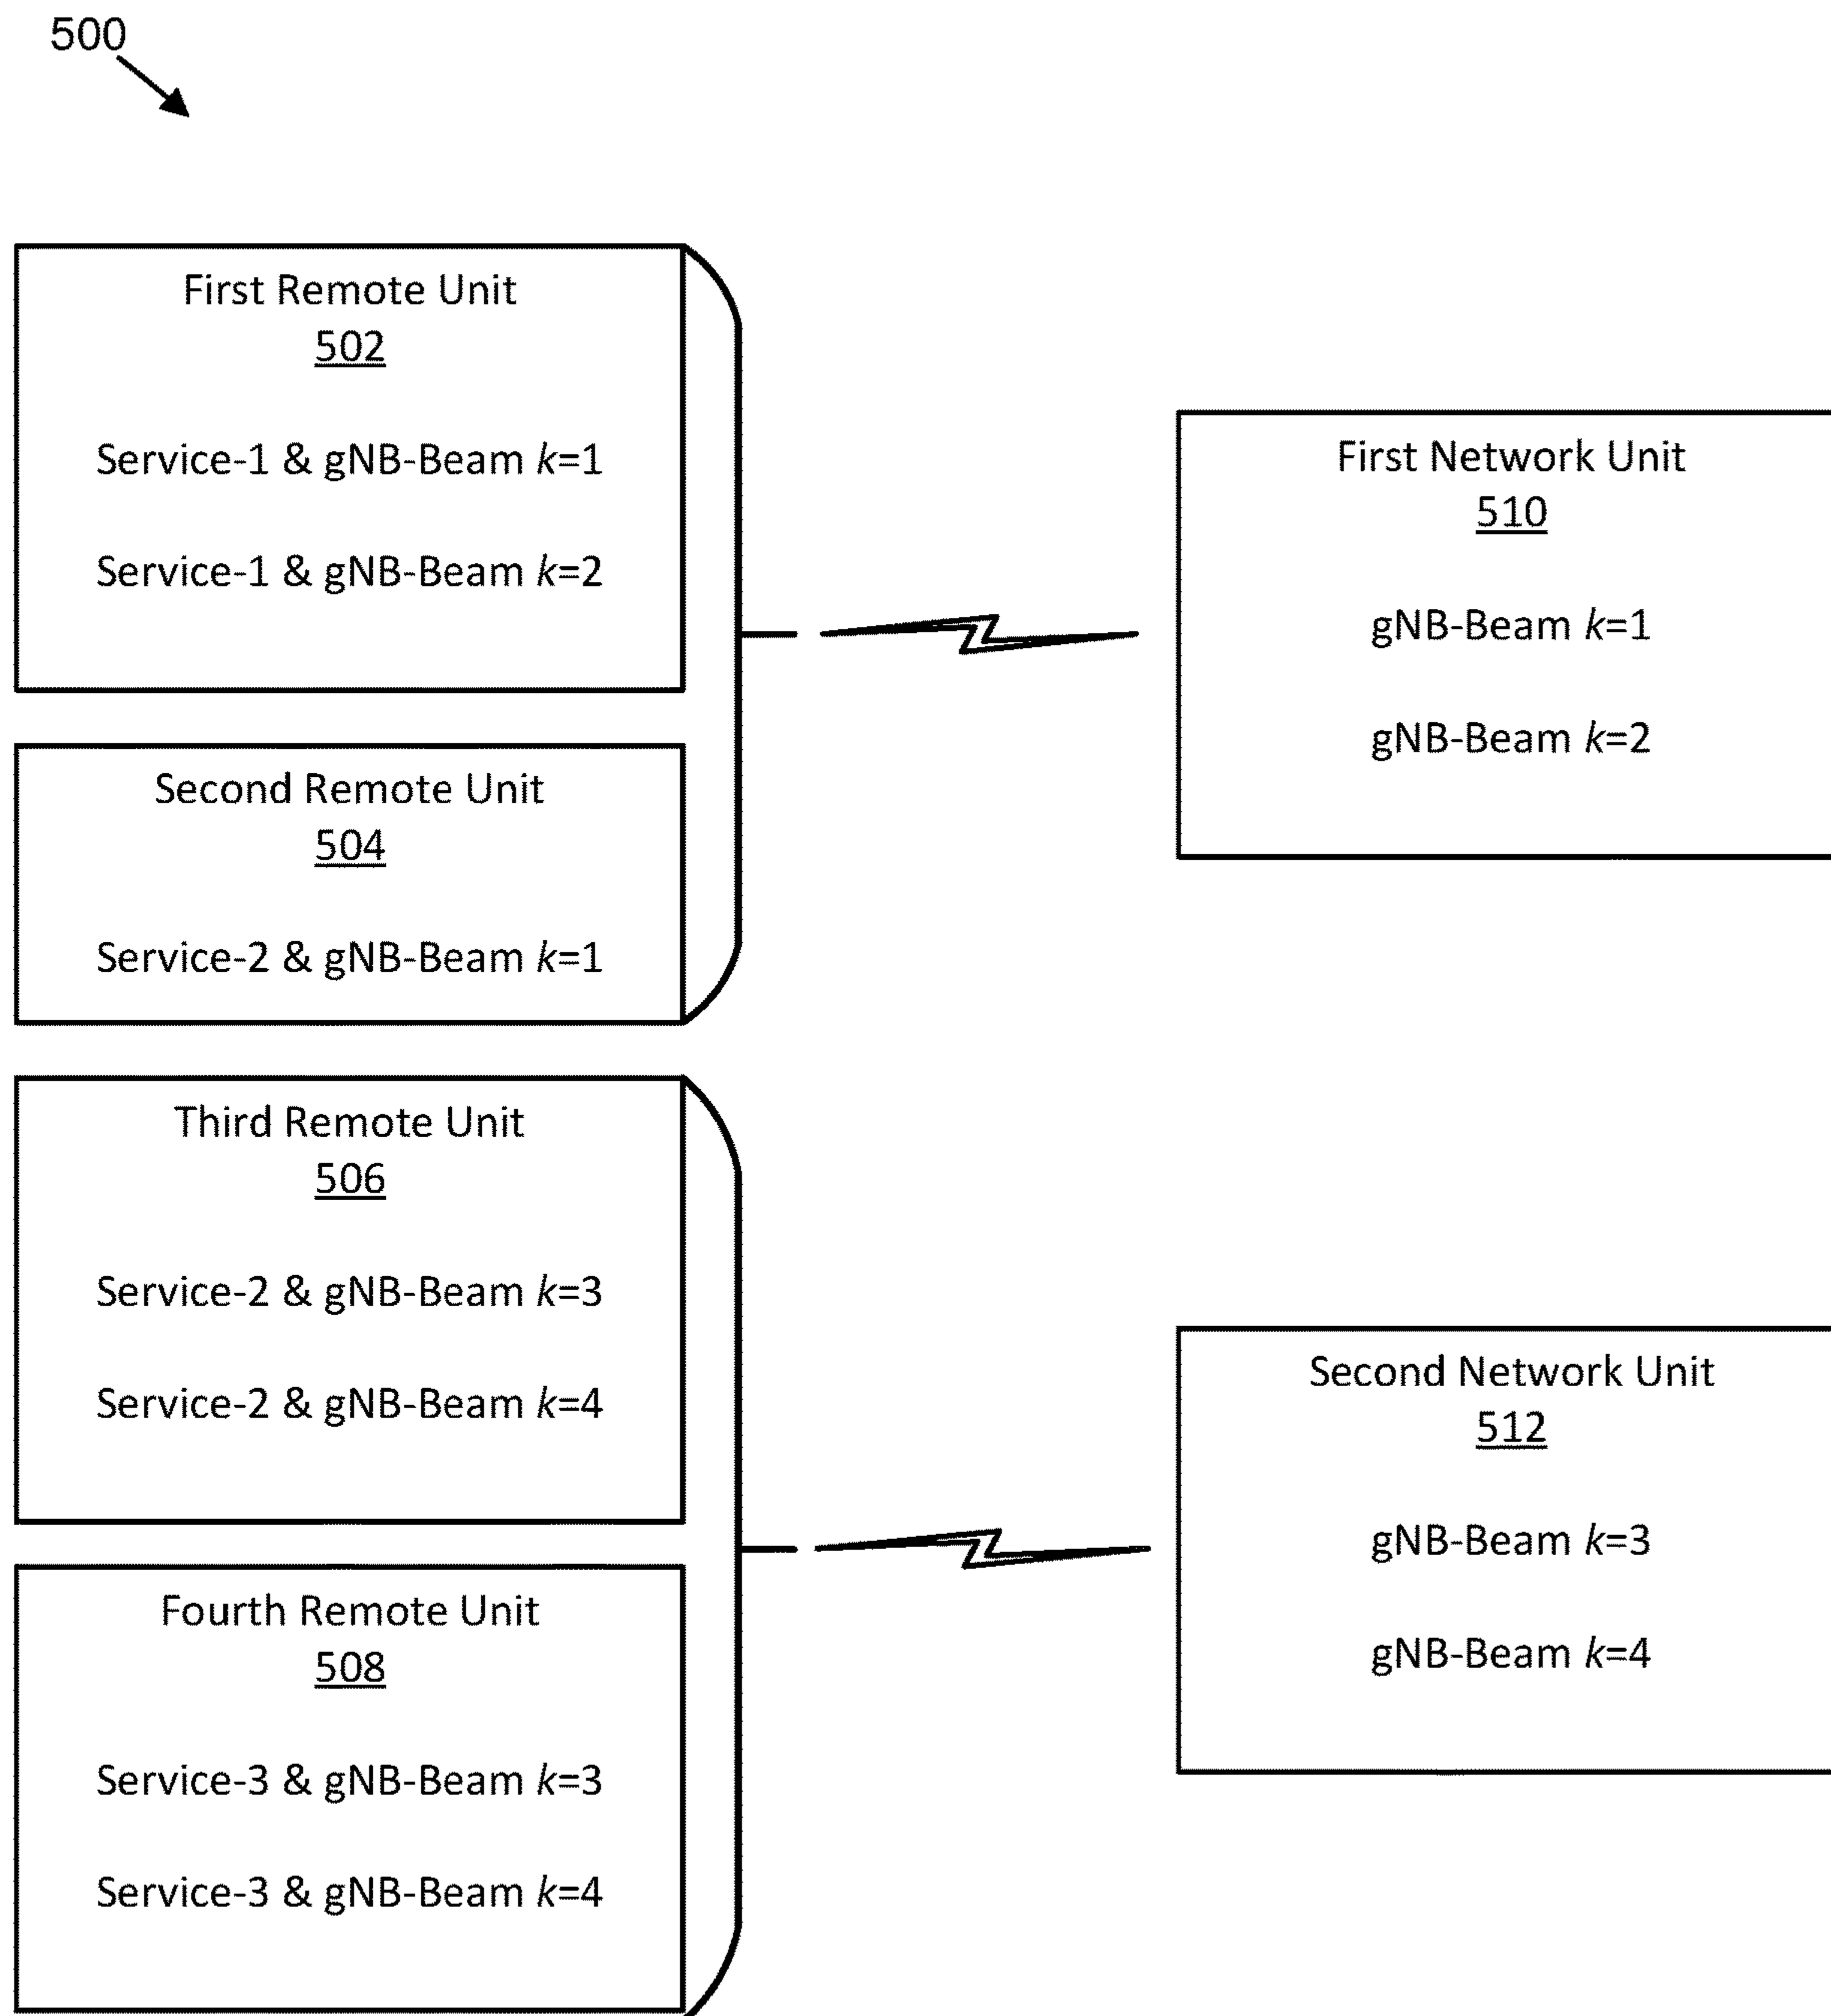 500
First Remote Unit
502
Service-1 & gNB-Beam k=1
Service-1 & gNB-Beam k=2
Second Remote Unit
504
Service-2 & gNB-Beam k=1
Third Remote Unit
506
Service-2 & gNB-Beam k=3
Service-2 & gNB-Beam k=4
Fourth Remote Unit
508
Service-3 & gNB-Beam k=3
Service-3 & gNB-Beam k=4
First Network Unit
510
gNB-Beam k=1
gNB-Beam k=2
Second Network Unit
512
gNB-Beam k=3
gNB-Beam k=4